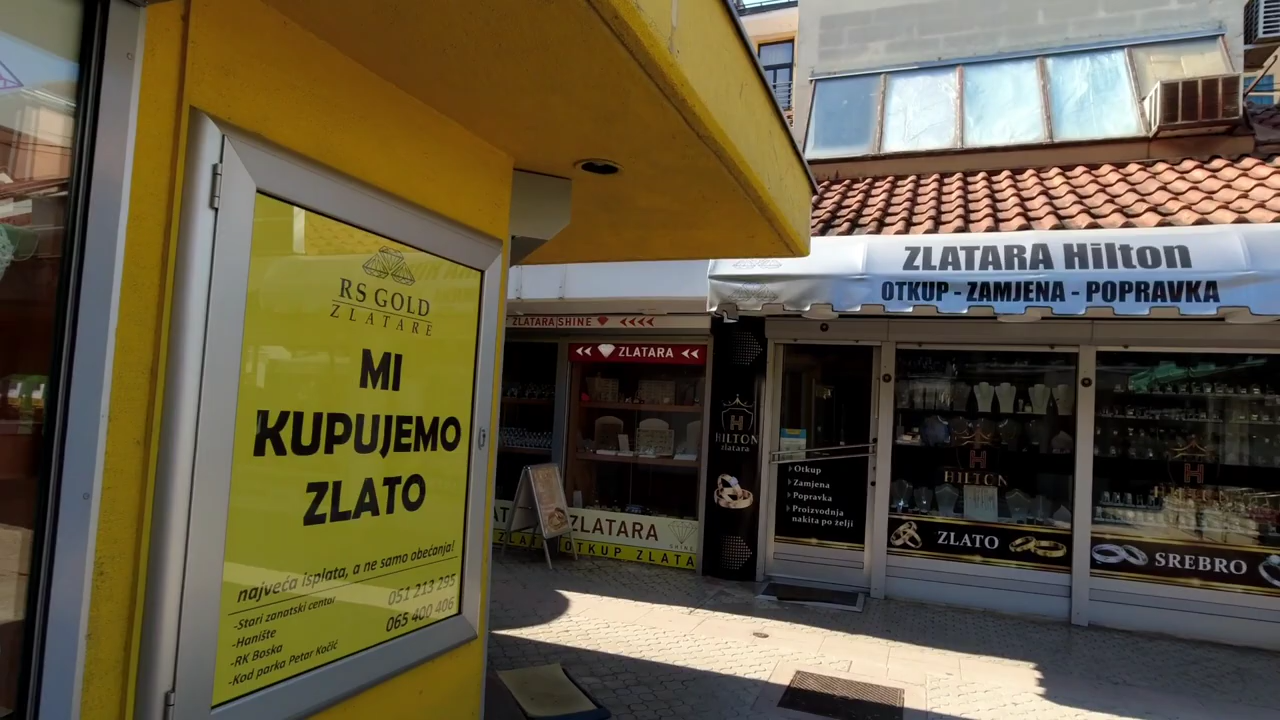 RS GOLD
ZLATARE
MI
KUPUJEMO
ZLATO
najveća isplata, a ne samo obećanja!
-Stari zanatski centar
-Hanište
-RK Boska
-Kod parka Petar Kočić
051 213 295
065 400 406
ZLATARA SHINE
ZLATARA
ZLATARA
SHINE
OTKUP ZLATA
ZLATARA Hilton
OTKUP - ZAMJENA - POPRAVKA
H
HILTON
zlatara
Otkup
Zamjena
Popravka
Proizvodnja
nakita po želji
H
HILTON
ZLATO
H
SREBRO